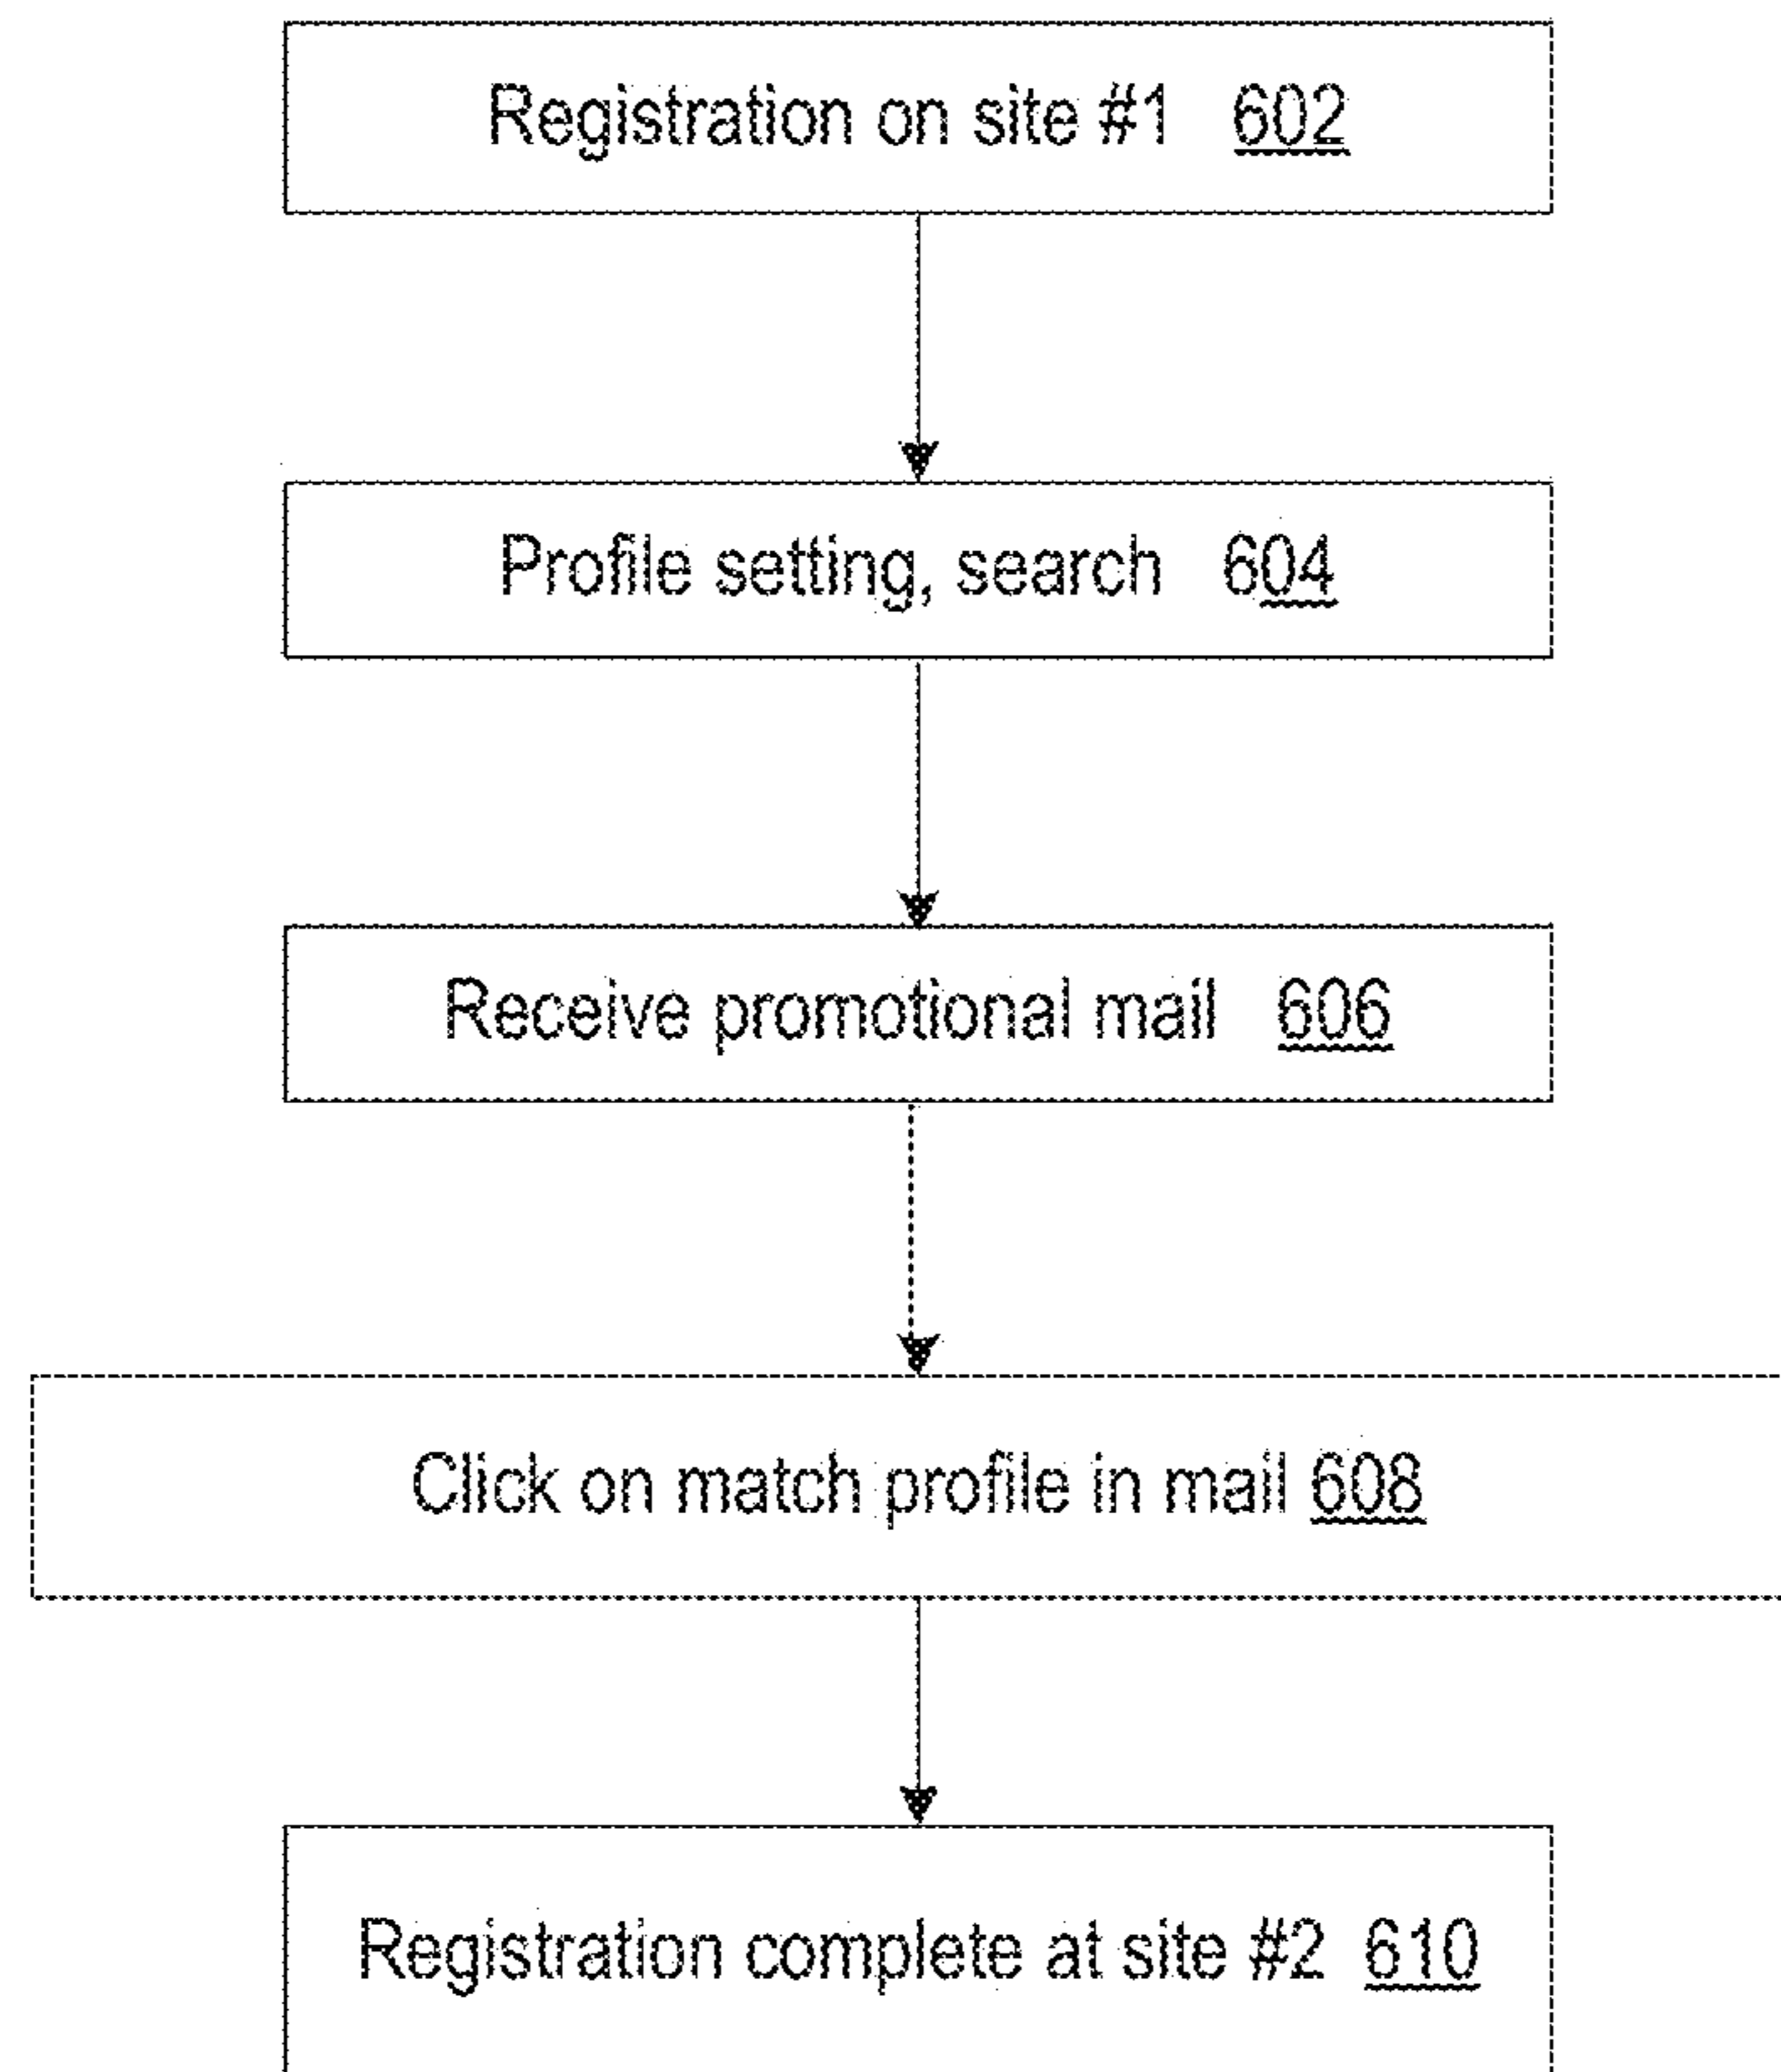 Registration on site #1 602
Profile setting, search 604
Receive promotional mail 606
Click on match profile in mail 608
Registration complete at site #2 610